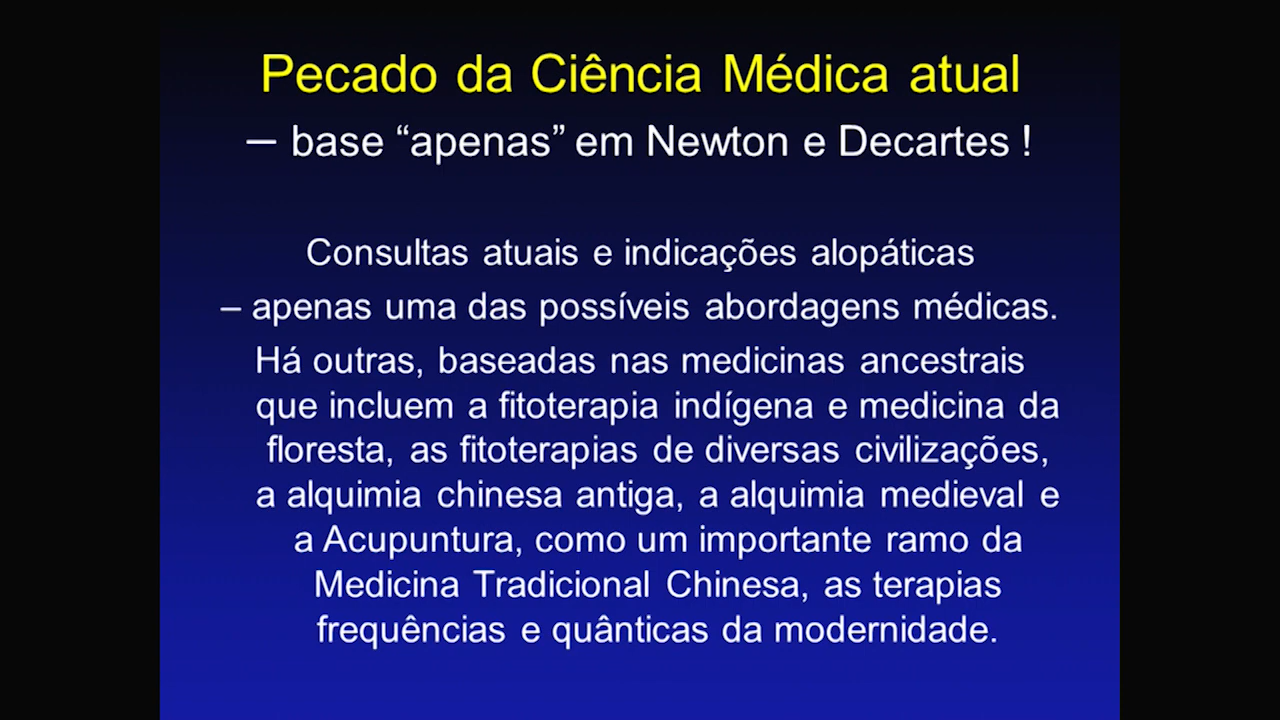 Pecado da Ciência Médica atual
– base “apenas” em Newton e Decartes !
Consultas atuais e indicações alopáticas
– apenas uma das possíveis abordagens médicas.
Há outras, baseadas nas medicinas ancestrais
que incluem a fitoterapia indígena e medicina da
floresta, as fitoterapias de diversas civilizações,
a alquimia chinesa antiga, a alquimia medieval e
a Acupuntura, como um importante ramo da
Medicina Tradicional Chinesa, as terapias
frequências e quânticas da modernidade.